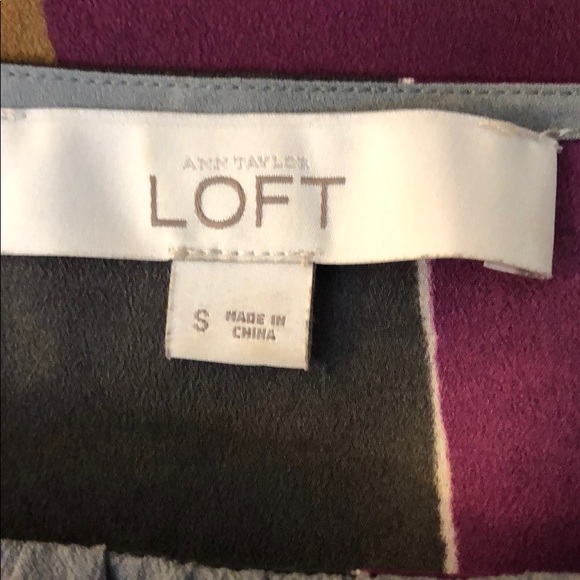 ANN TAYLOR
LOFT
S
MADE IN
CHINA